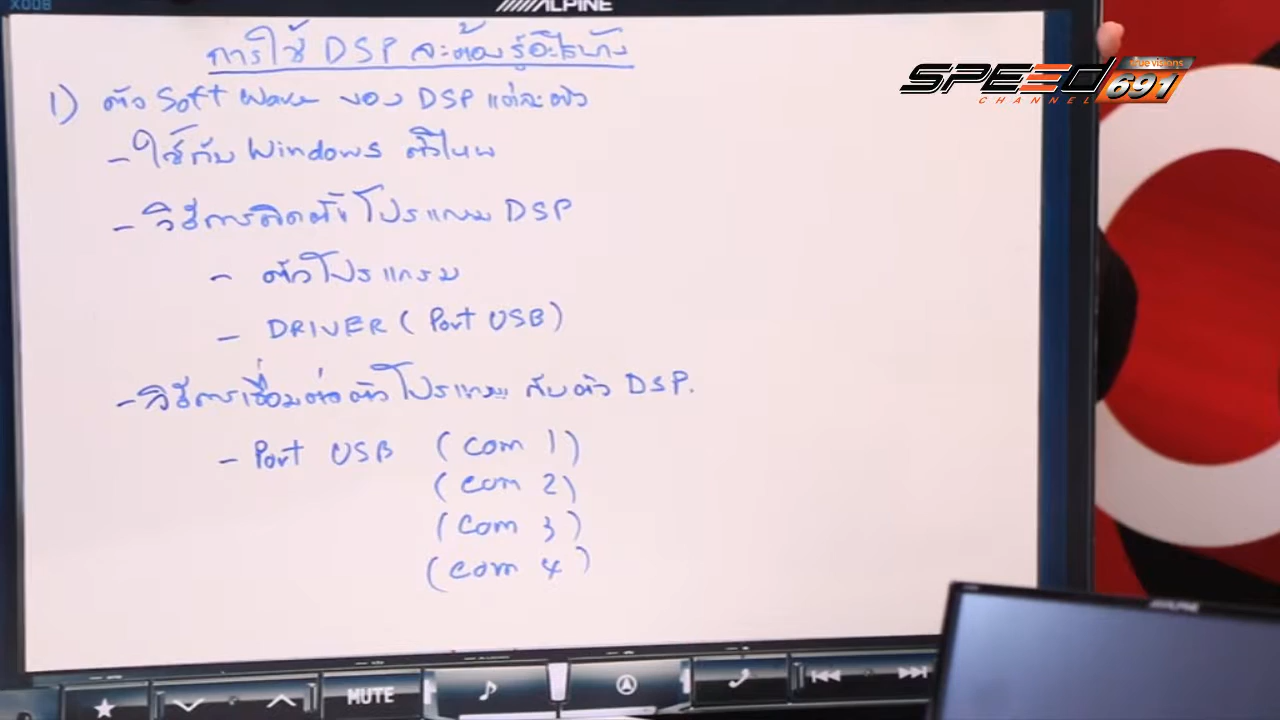 X008
ALPINE
การใช้ DSP จะต้องรู้อะไรบ้าง
true visions
SPEED
CHANNEL 691
1) ตัว Soft Ware ของ DSP แต่ละตัว
- ใช้กับ Windows ตัวไหน
- วิธีการติดตั้งโปรแกรม DSP
- ตัวโปรแกรม
- DRIVER ( Port USB )
- วิธีการเชื่อมต่อตัวโปรแกรม กับตัว DSP.
- Port USB ( Com 1 )
( Com 2 )
( Com 3 )
( Com 4 )
ALPINE
MUTE